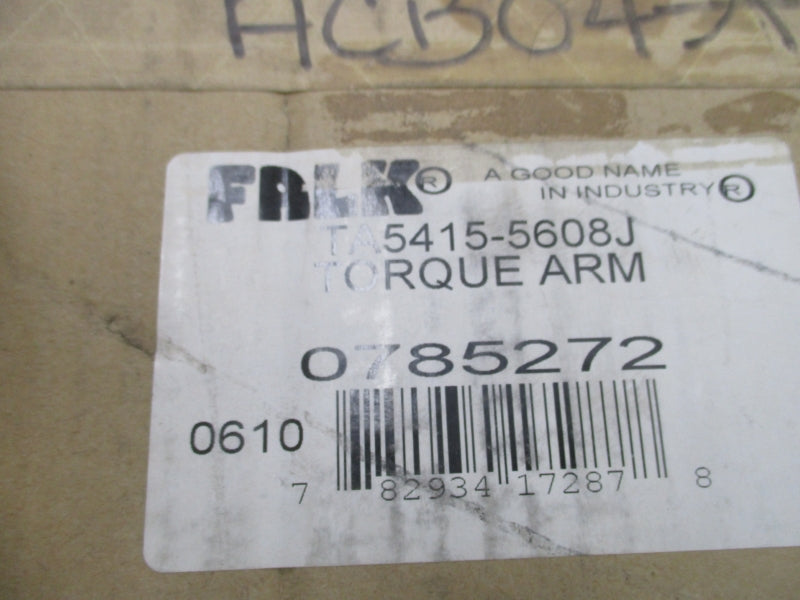 FALK® A GOOD NAME
IN INDUSTRY®
TA5415-5608J
TORQUE ARM
0785272
0610
7 82934 17287 8